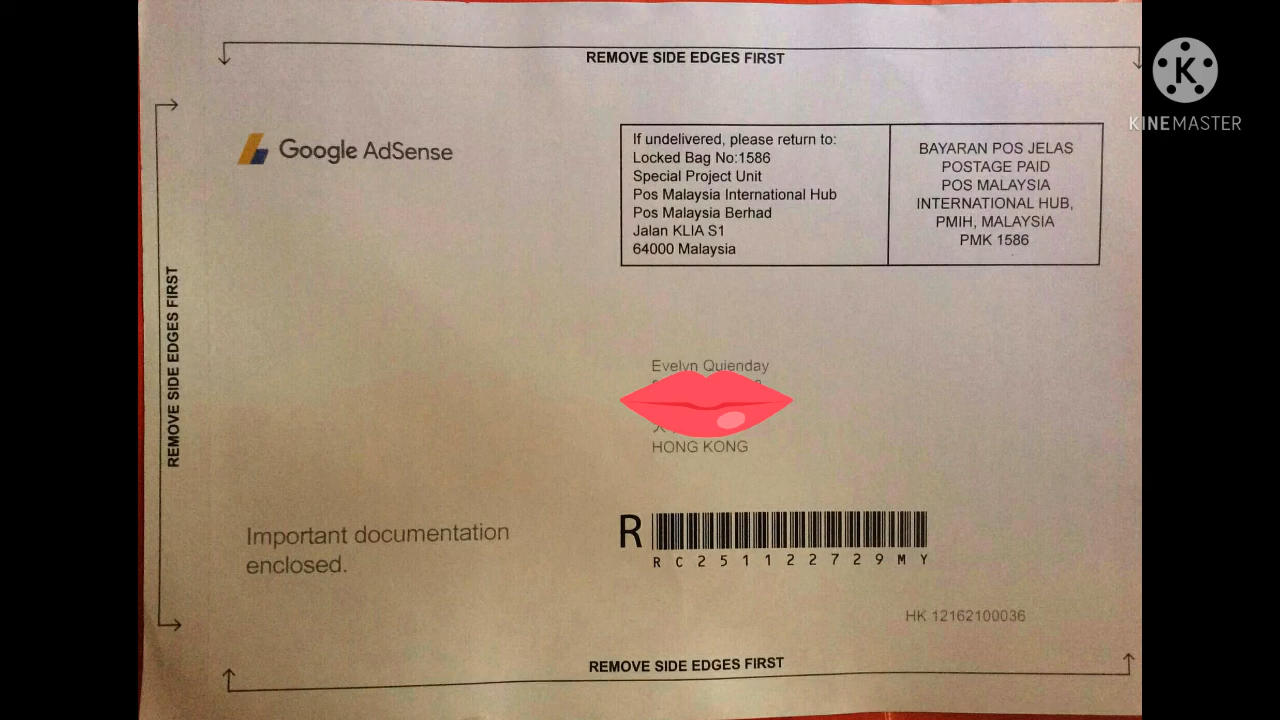 REMOVE SIDE EDGES FIRST
KINEMASTER
Google AdSense
If undelivered, please return to:
Locked Bag No:1586
Special Project Unit
Pos Malaysia International Hub
Pos Malaysia Berhad
Jalan KLIA S1
64000 Malaysia
BAYARAN POS JELAS
POSTAGE PAID
POS MALAYSIA
INTERNATIONAL HUB,
PMIH, MALAYSIA
PMK 1586
REMOVE SIDE EDGES FIRST
Evelyn Quienday
HONG KONG
Important documentation
enclosed.
R
RC251122729MY
HK 12162100036
REMOVE SIDE EDGES FIRST